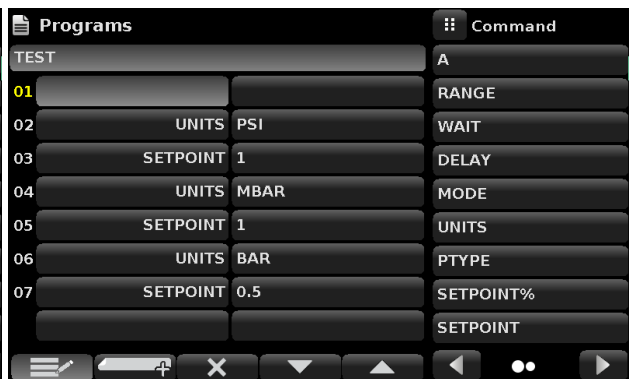 Programs
TEST
01
02 UNITS PSI
03 SETPOINT 1
04 UNITS MBAR
05 SETPOINT 1
06 UNITS BAR
07 SETPOINT 0.5
Command
A
RANGE
WAIT
DELAY
MODE
UNITS
PTYPE
SETPOINT%
SETPOINT